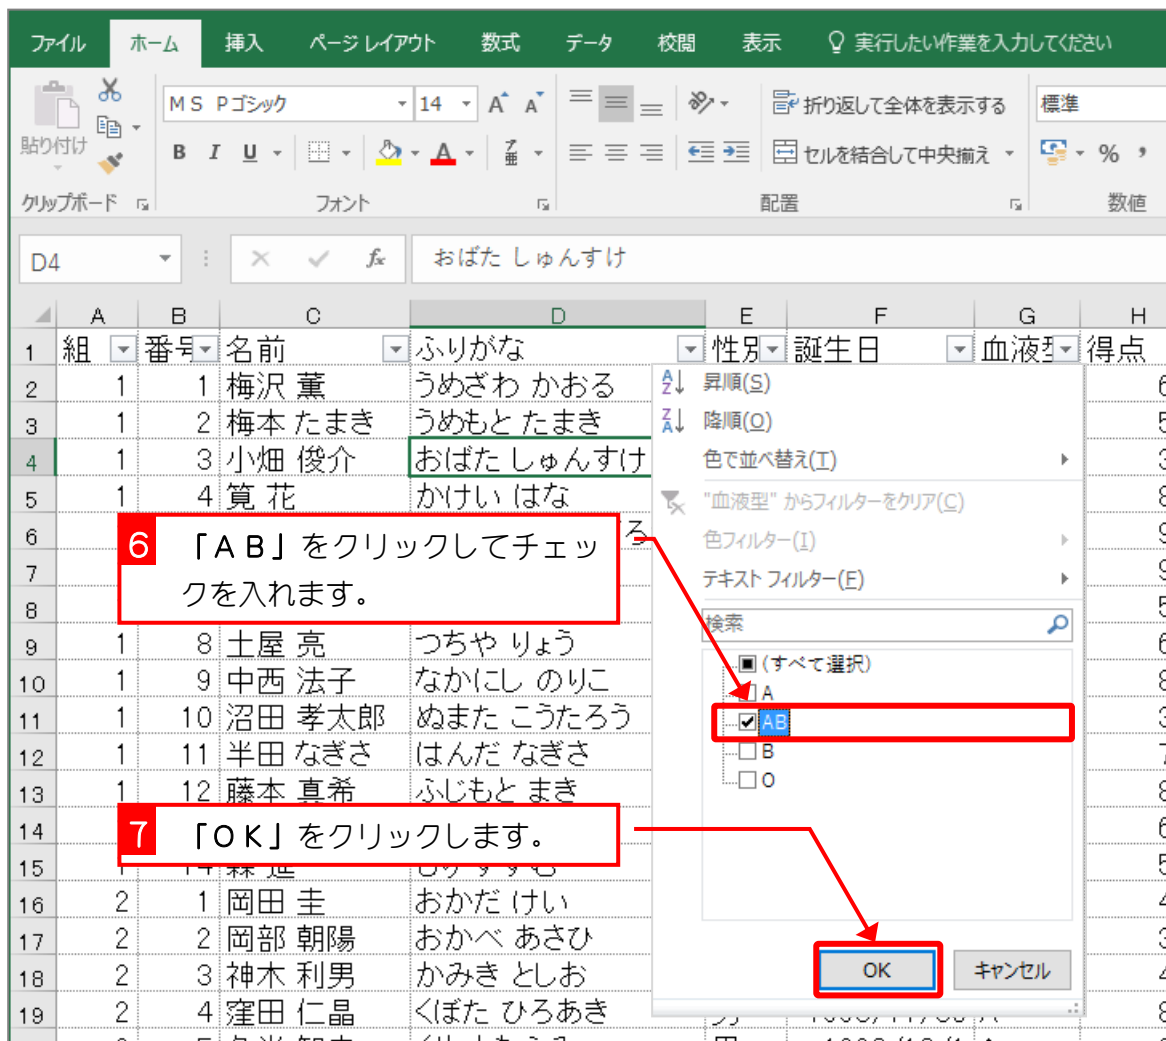 ファイル ホーム 挿入 ページ レイアウト 数式 データ 校閲 表示 実行したい作業を入力してください
ＭＳ Ｐゴシック 14 A A 折り返して全体を表示する 標準
貼り付け B I U A ア亜 セルを結合して中央揃え % ,
クリップボード フォント 配置 数値
D4 fx おばた しゅんすけ
A B C D E F G H
1 組 番号 名前 ふりがな 性別 誕生日 血液型 得点
2 1 1 梅沢 薫 うめざわ かおる
3 1 2 梅本 たまき うめもと たまき
4 1 3 小畑 俊介 おばた しゅんすけ
5 1 4 筧 花 かけい はな
6
7
8
9 1 8 土屋 亮 つちや りょう
10 1 9 中西 法子 なかにし のりこ
11 1 10 沼田 孝太郎 ぬまた こうたろう
12 1 11 半田 なぎさ はんだ なぎさ
13 1 12 藤本 真希 ふじもと まき
14
15
16 2 1 岡田 圭 おかだ けい
17 2 2 岡部 朝陽 おかべ あさひ
18 2 3 神木 利男 かみき としお
19 2 4 窪田 仁晶 くぼた ひろあき
6 「ＡＢ」をクリックしてチェッ
クを入れます。
7 「ＯＫ」をクリックします。
昇順(S)
降順(O)
色で並べ替え(T)
"血液型" からフィルターをクリア(C)
色フィルター(I)
テキスト フィルター(F)
検索
(すべて選択)
A
AB
B
O
OK キャンセル